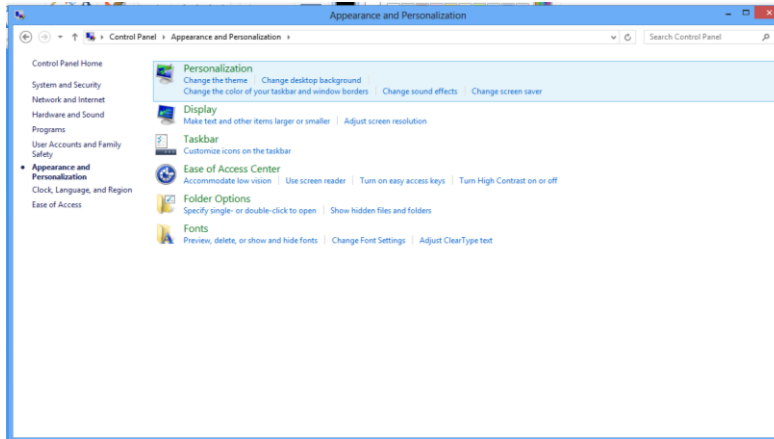 Appearance and Personalization
Control Panel Appearance and Personalization
Search Control Panel
Control Panel Home
System and Security
Network and Internet
Hardware and Sound
Programs
User Accounts and Family
Safety
Appearance and
Personalization
Clock, Language, and Region
Ease of Access
Personalization
Change the theme Change desktop background
Change the color of your taskbar and window borders Change sound effects Change screen saver
Display
Make text and other items larger or smaller Adjust screen resolution
Taskbar
Customize icons on the taskbar
Ease of Access Center
Accommodate low vision Use screen reader Turn on easy access keys Turn High Contrast on or off
Folder Options
Specify single- or double-click to open Show hidden files and folders
Fonts
Preview, delete, or show and hide fonts Change Font Settings Adjust ClearType text